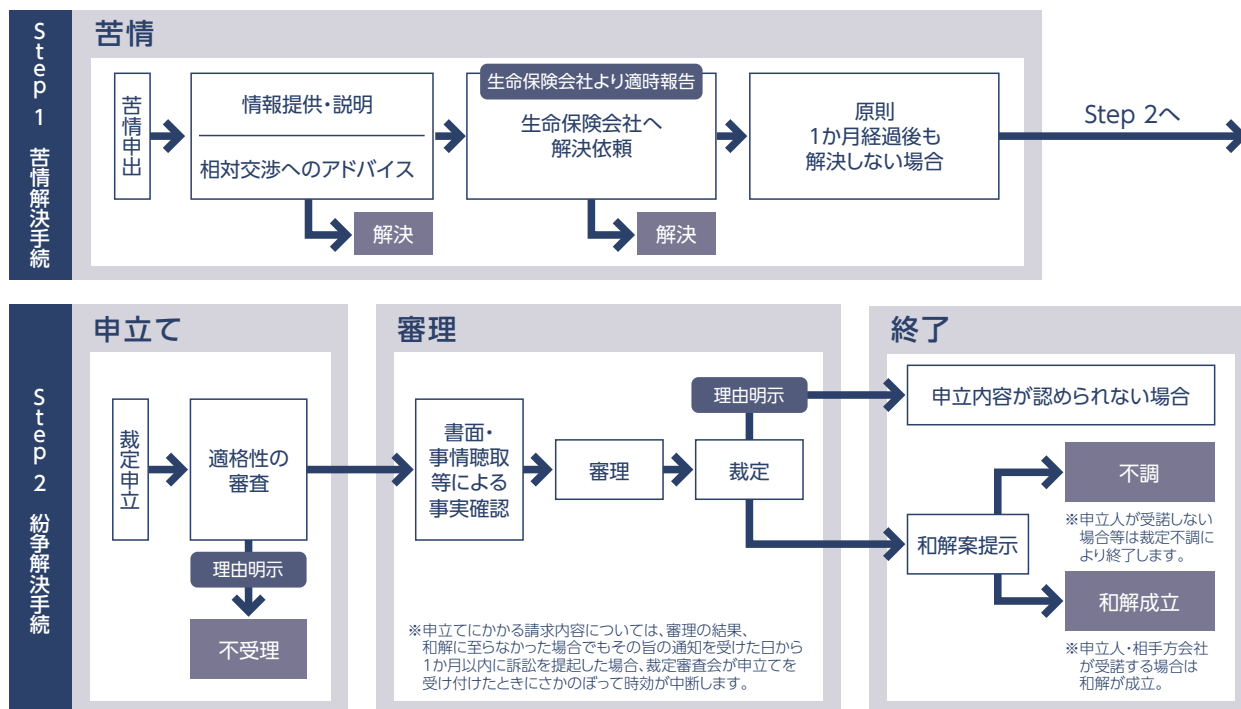 Step 1 苦情解決手続
苦情
苦情申出
情報提供・説明
相対交渉へのアドバイス
解決
生命保険会社より適時報告
生命保険会社へ
解決依頼
解決
原則
1か月経過後も
解決しない場合
Step 2へ
Step 2 紛争解決手続
申立て
裁定申立
適格性の
審査
理由明示
不受理
審理
書面・
事情聴取
等による
事実確認
審理
裁定
理由明示
※申立てにかかる請求内容については、審理の結果、
和解に至らなかった場合でもその旨の通知を受けた日から
1か月以内に訴訟を提起した場合、裁定審査会が申立てを
受け付けたときにさかのぼって時効が中断します。
終了
申立内容が認められない場合
和解案提示
不調
※申立人が受諾しない
場合等は裁定不調に
より終了します。
和解成立
※申立人・相手方会社
が受諾する場合は
和解が成立。